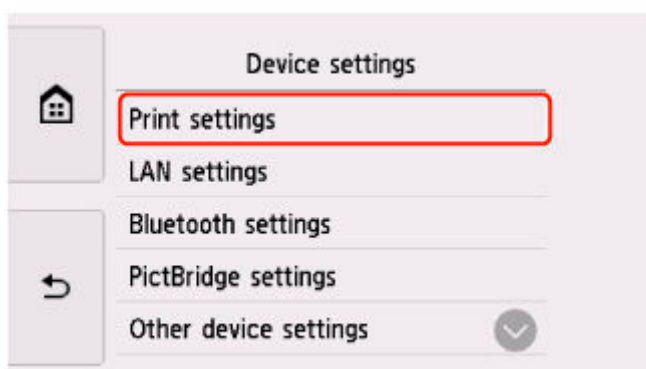 Device settings
Print settings
LAN settings
Bluetooth settings
PictBridge settings
Other device settings